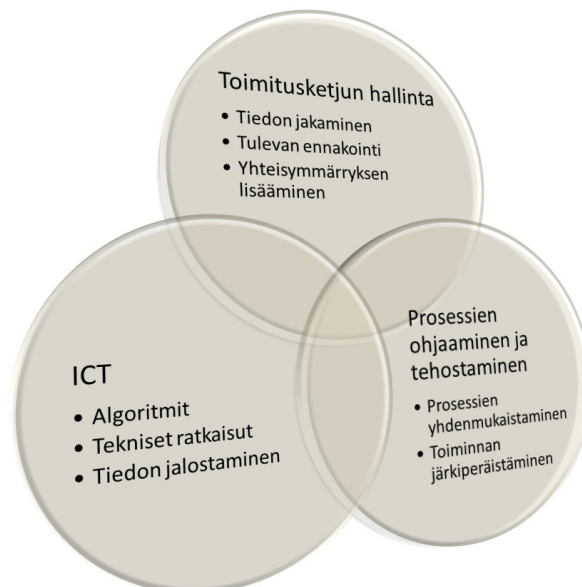 Toimitusketjun hallinta
• Tiedon jakaminen
• Tulevan ennakointi
• Yhteisymmärryksen
lisääminen
ICT
• Algoritmit
• Tekniset ratkaisut
• Tiedon jalostaminen
Prosessien
ohjaaminen ja
tehostaminen
• Prosessien
yhdenmukaistaminen
• Toiminnan
järkiperäistäminen